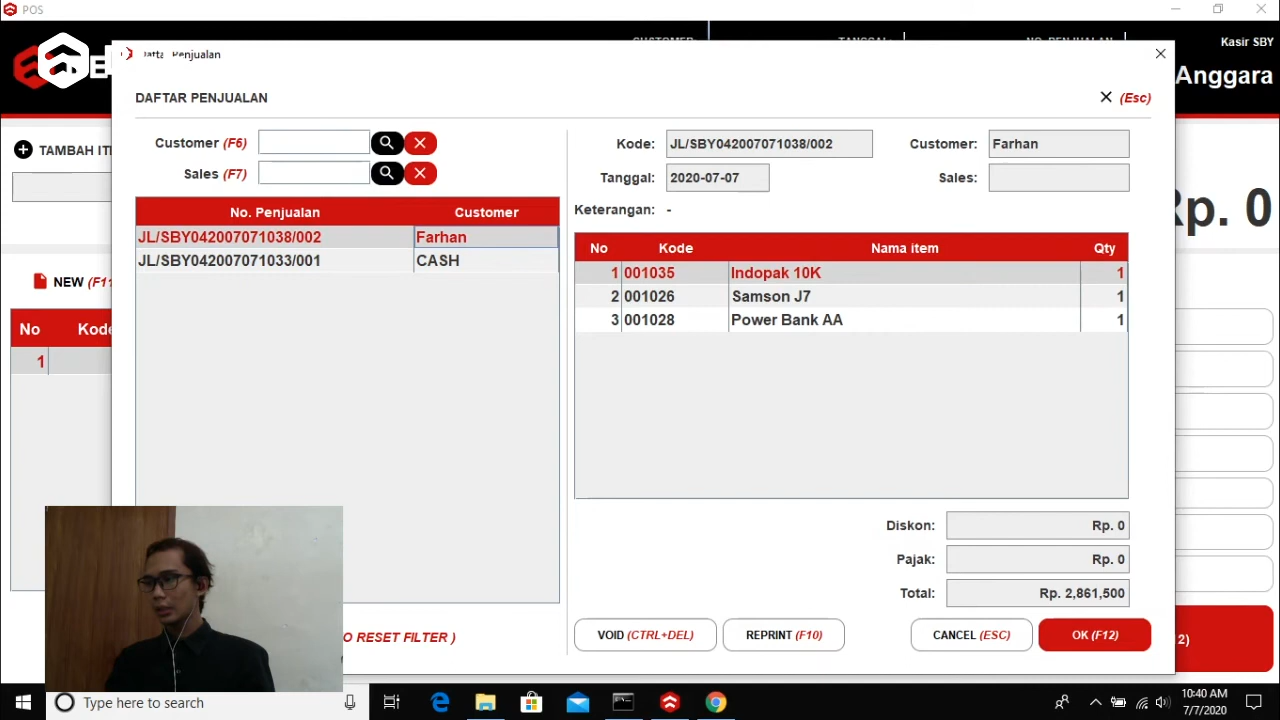 POS
Kasir SBY
Anggara
Penjualan
DAFTAR PENJUALAN
(Esc)
TAMBAH ITE
Customer (F6)
Sales (F7)
Kode: JL/SBY042007071038/002 Customer: Farhan
Tanggal: 2020-07-07 Sales:
Keterangan: -
Rp. 0
No. Penjualan Customer
JL/SBY042007071038/002 Farhan
JL/SBY042007071033/001 CASH
No Kode Nama item Qty
1 001035 Indopak 10K 1
2 001026 Samson J7 1
3 001028 Power Bank AA 1
NEW (F11
No Kode
1
Diskon: Rp. 0
Pajak: Rp. 0
Total: Rp. 2,861,500
O RESET FILTER )
VOID (CTRL+DEL) REPRINT (F10) CANCEL (ESC) OK (F12)
2)
Type here to search
10:40 AM
7/7/2020